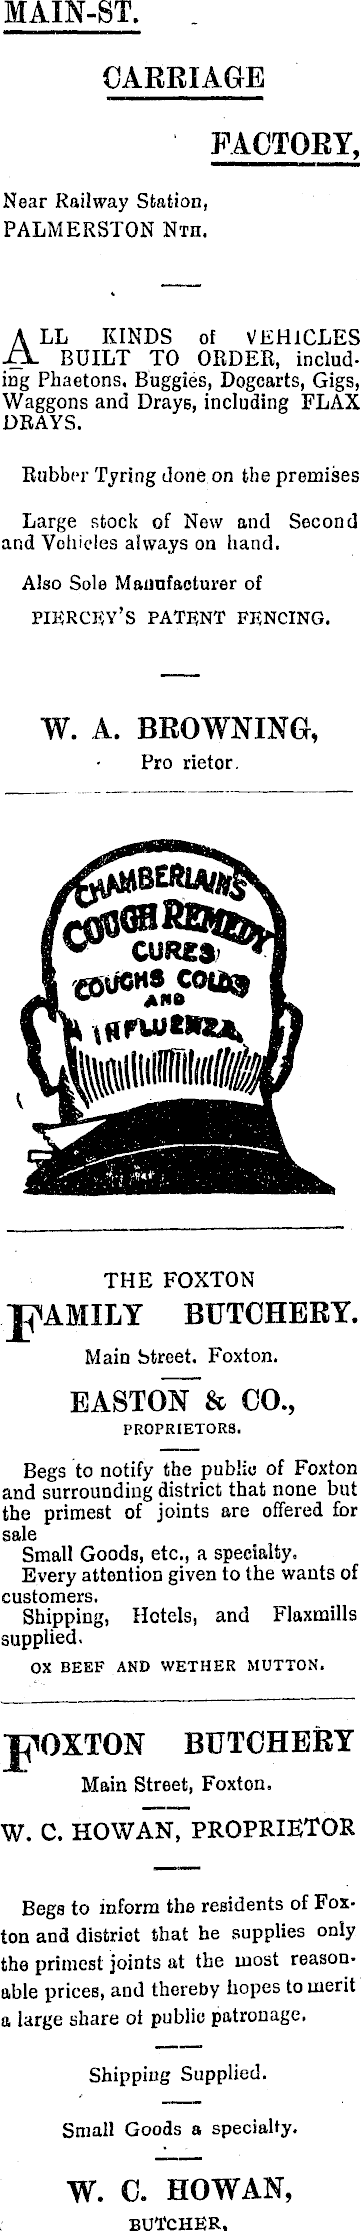 MAIN-ST.
CARRIAGE
FACTORY,
Near Railway Station,
PALMERSTON NTH.
ALL KINDS of VEHICLES
BUILT TO ORDER, includ-
ing Phaetons, Buggies, Dogcarts, Gigs,
Waggons and Drays, including FLAX
DRAYS.
Rubber Tyring done on the premises
Large stock of New and Second
and Vehicles always on hand.
Also Sole Manufacturer of
PIERCEY'S PATENT FENCING.
W. A. BROWNING,
Pro rietor.
CHAMBERLAIN'S
COUGH REMEDY
CURES
COUGHS COLDS
AND
INFLUENZA.
THE FOXTON
FAMILY BUTCHERY.
Main Street. Foxton.
EASTON & CO.,
PROPRIETORS.
Begs to notify the public of Foxton
and surrounding district that none but
the primest of joints are offered for
sale
Small Goods, etc., a specialty.
Every attention given to the wants of
customers.
Shipping, Hotels, and Flaxmills
supplied.
OX BEEF AND WETHER MUTTON.
FOXTON BUTCHERY
Main Street, Foxton.
W. C. HOWAN, PROPRIETOR
Begs to inform the residents of Fox-
ton and district that he supplies only
the primest joints at the most reason-
able prices, and thereby hopes to merit
a large share of public patronage.
Shipping Supplied.
Small Goods a specialty.
W. C. HOWAN,
BUTCHER,